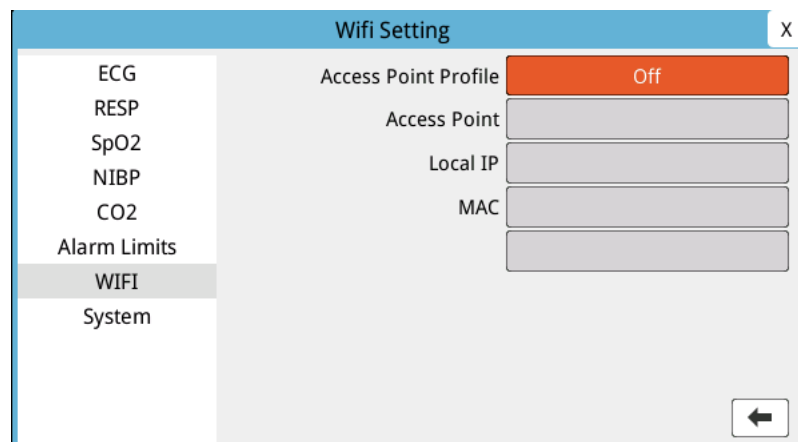 Wifi Setting
X
ECG
RESP
SpO2
NIBP
CO2
Alarm Limits
WIFI
System
Access Point Profile Off
Access Point
Local IP
MAC